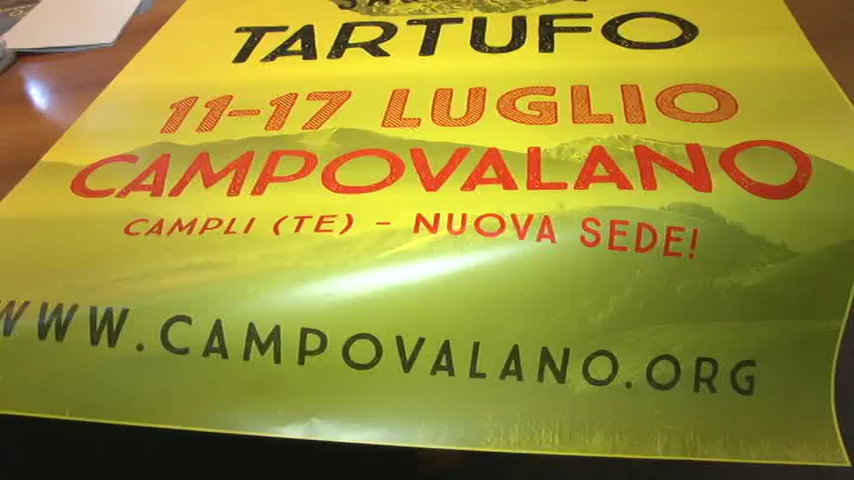 TARTUFO
11-17 LUGLIO
CAMPOVALANO
CAMPLI (TE) - NUOVA SEDE!
WWW.CAMPOVALANO.ORG